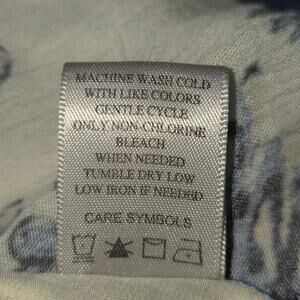 MACHINE WASH COLD
WITH LIKE COLORS
GENTLE CYCLE
ONLY NON-CHLORINE
BLEACH
WHEN NEEDED
TUMBLE DRY LOW
LOW IRON IF NEEDED
CARE SYMBOLS